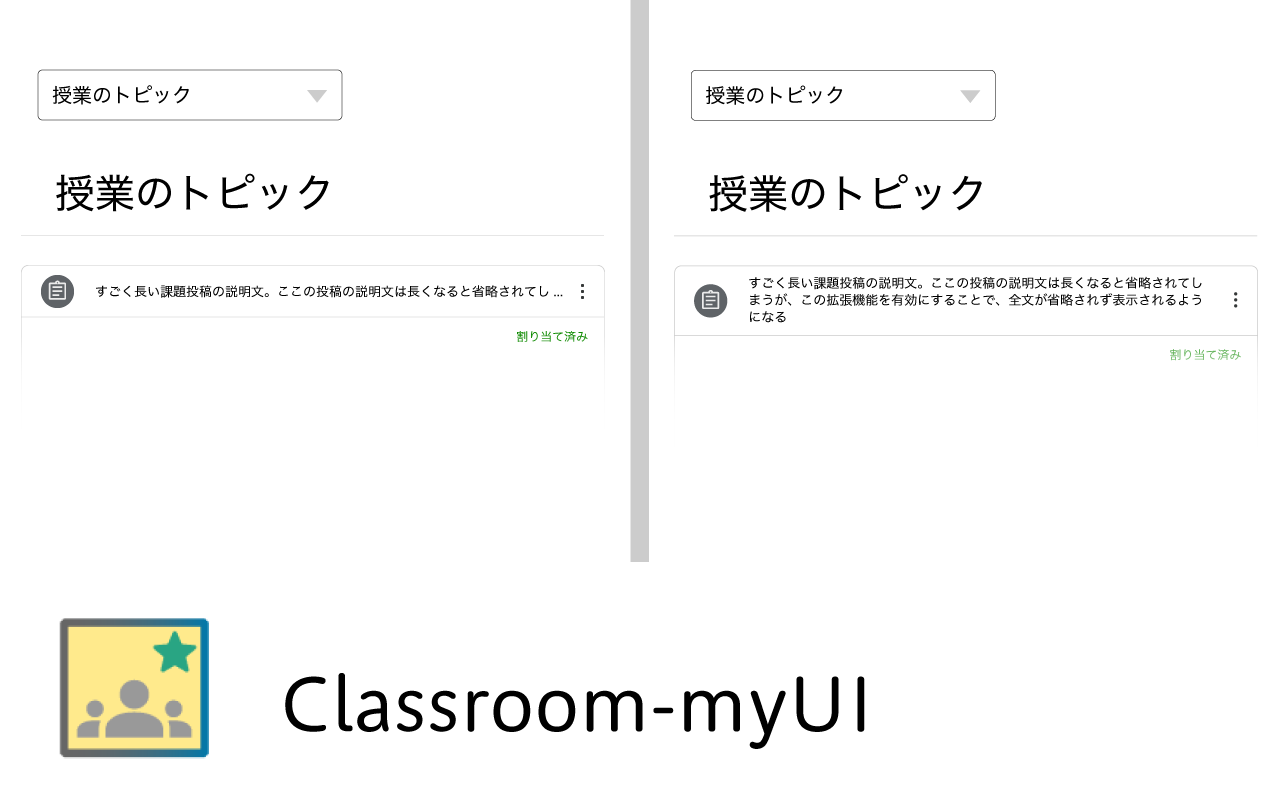 授業のトピック
授業のトピック
すごく長い課題投稿の説明文。ここの投稿の説明文は長くなると省略されてし ...
割り当て済み
授業のトピック
授業のトピック
すごく長い課題投稿の説明文。ここの投稿の説明文は長くなると省略されてし
まうが、この拡張機能を有効にすることで、全文が省略されず表示されるよう
になる
割り当て済み
Classroom-myUI